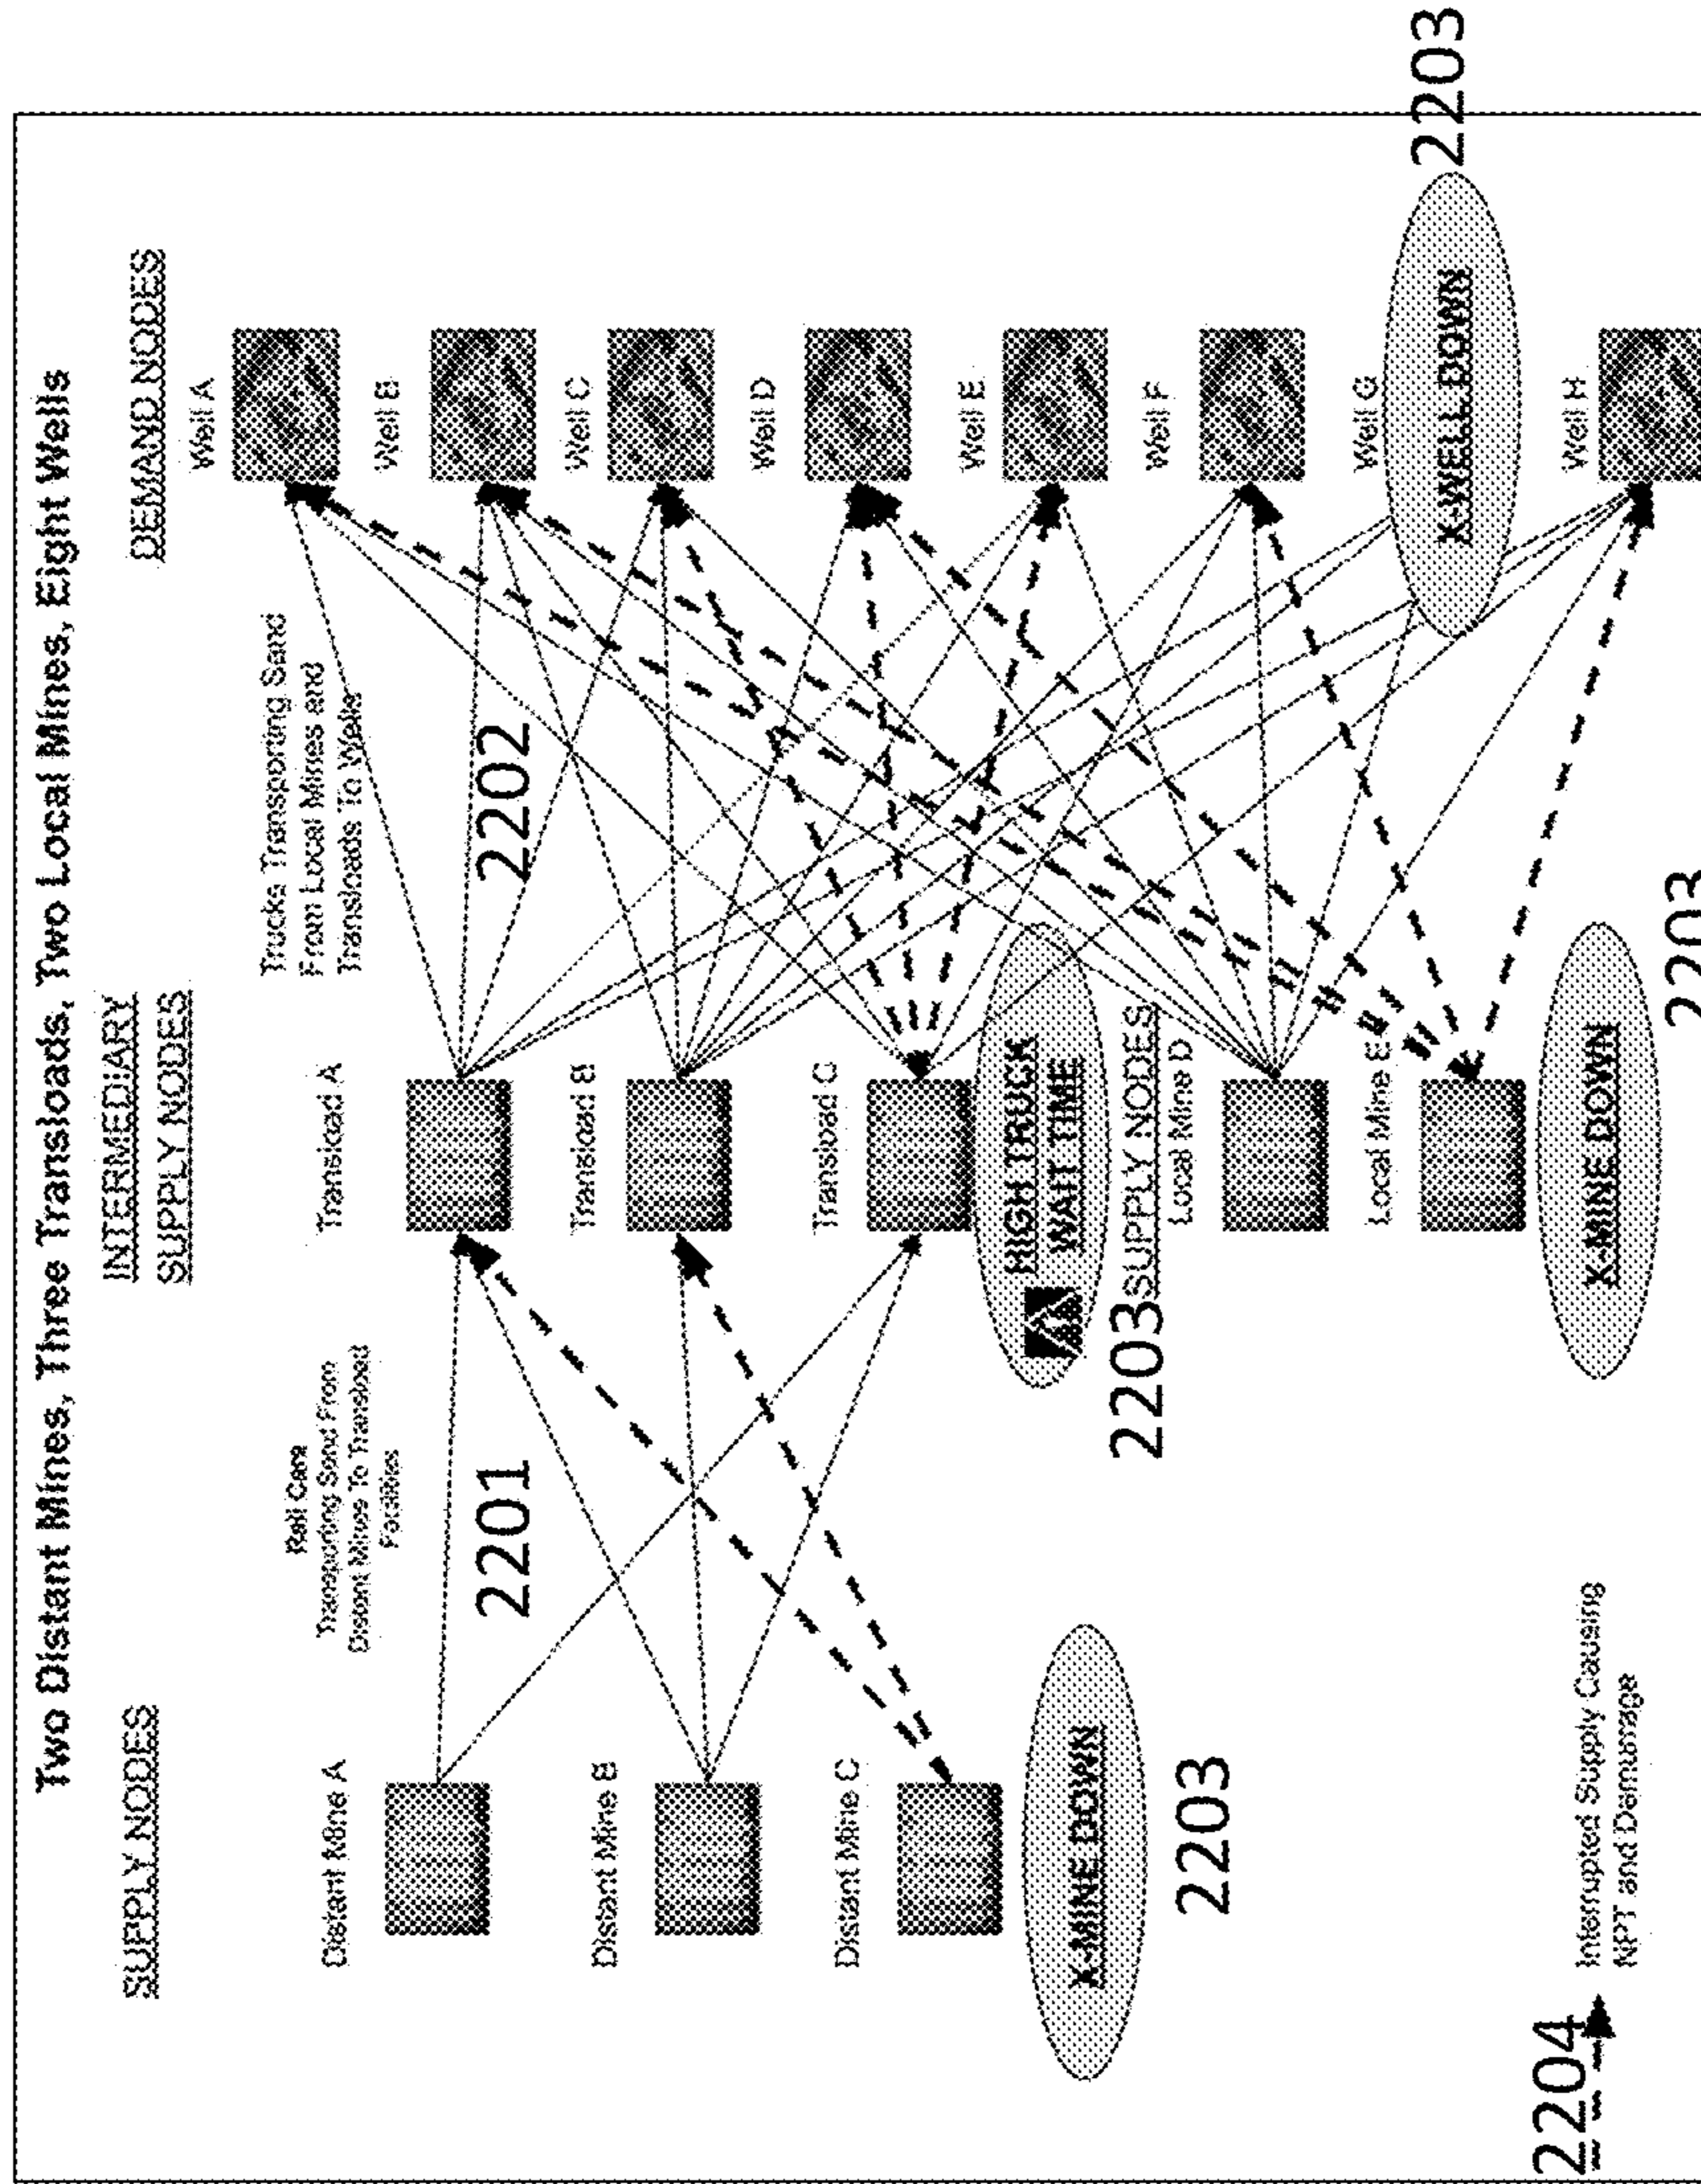 Two Distant Mines, Three Transloads, Two Local Mines, Eight Wells
SUPPLY NODES
INTERMEDIARY
SUPPLY NODES
DEMAND NODES
Rail Cars
Transporting Sand From
Distant Mines To Transload
Facilities
2201
Trucks Transporting Sand
From Local Mines and
Transloads To Wells
2202
Distant Mine A
Distant Mine B
Distant Mine C
X-MINE DOWN
2203
Transload A
Transload B
Transload C
HIGH TRUCK
WAIT TIME
2203
SUPPLY NODES
Local Mine D
Local Mine E
X-MINE DOWN
2203
Well A
Well B
Well C
Well D
Well E
Well F
Well G
X-WELL DOWN
2203
Well H
2204
Interrupted Supply Causing
NPT and Demurrage